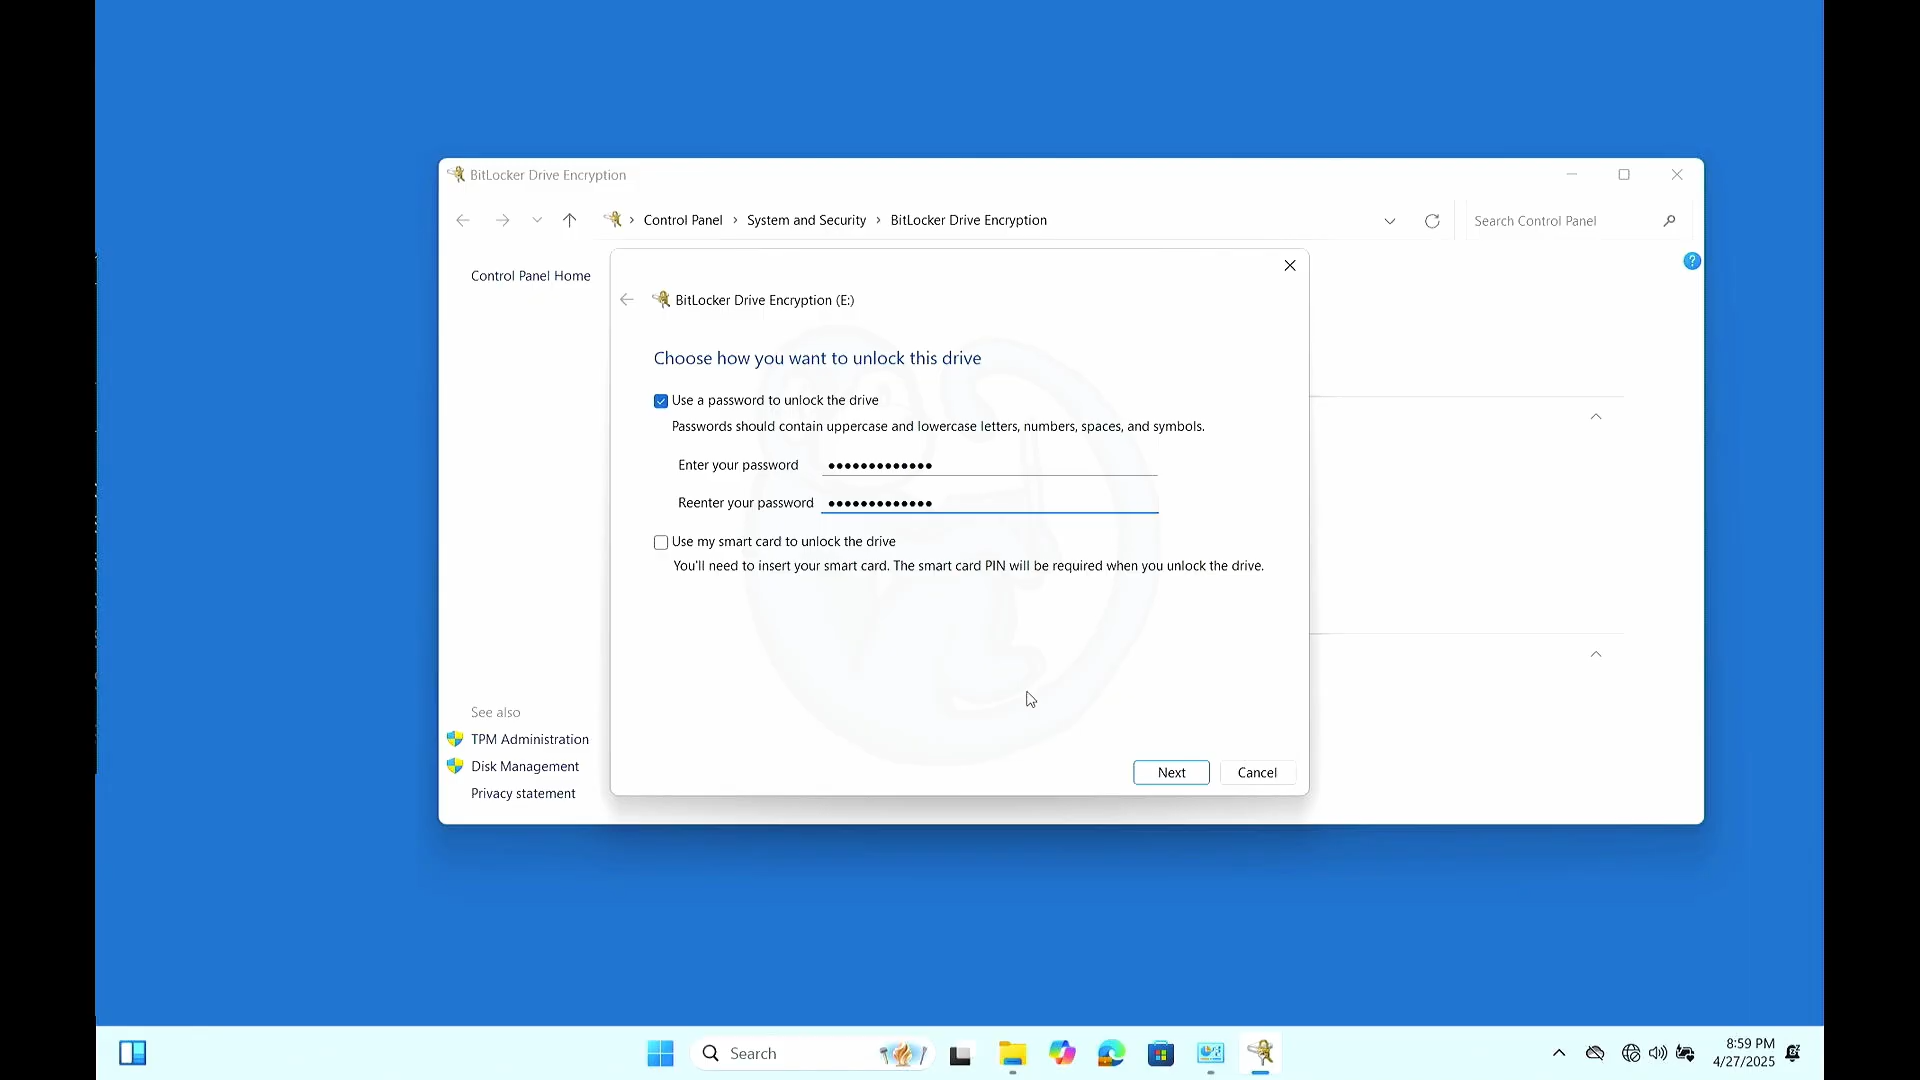 BitLocker Drive Encryption
Control Panel > System and Security > BitLocker Drive Encryption
Search Control Panel
Control Panel Home
BitLocker Drive Encryption (E:)
Choose how you want to unlock this drive
Use a password to unlock the drive
Passwords should contain uppercase and lowercase letters, numbers, spaces, and symbols.
Enter your password ●●●●●●●●●●●●●
Reenter your password ●●●●●●●●●●●●●
Use my smart card to unlock the drive
You'll need to insert your smart card. The smart card PIN will be required when you unlock the drive.
See also
TPM Administration
Disk Management
Privacy statement
Next Cancel
Search
8:59 PM
4/27/2025